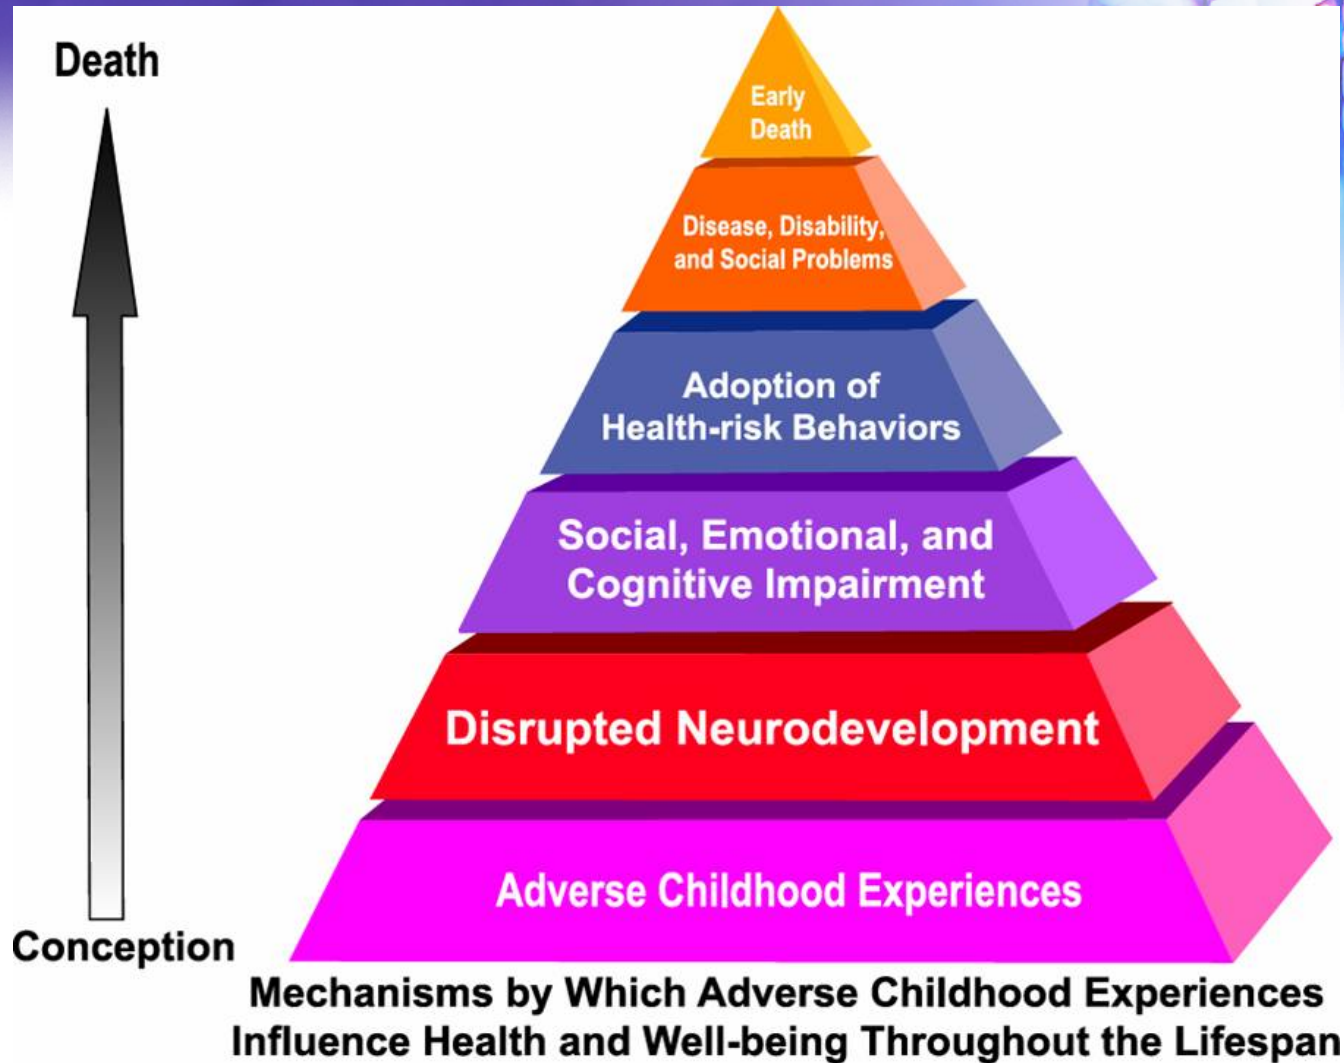 Death
Early
Death
Disease, Disability,
and Social Problems
Adoption of
Health-risk Behaviors
Social, Emotional, and
Cognitive Impairment
Disrupted Neurodevelopment
Adverse Childhood Experiences
Conception
Mechanisms by Which Adverse Childhood Experiences
Influence Health and Well-being Throughout the Lifespan